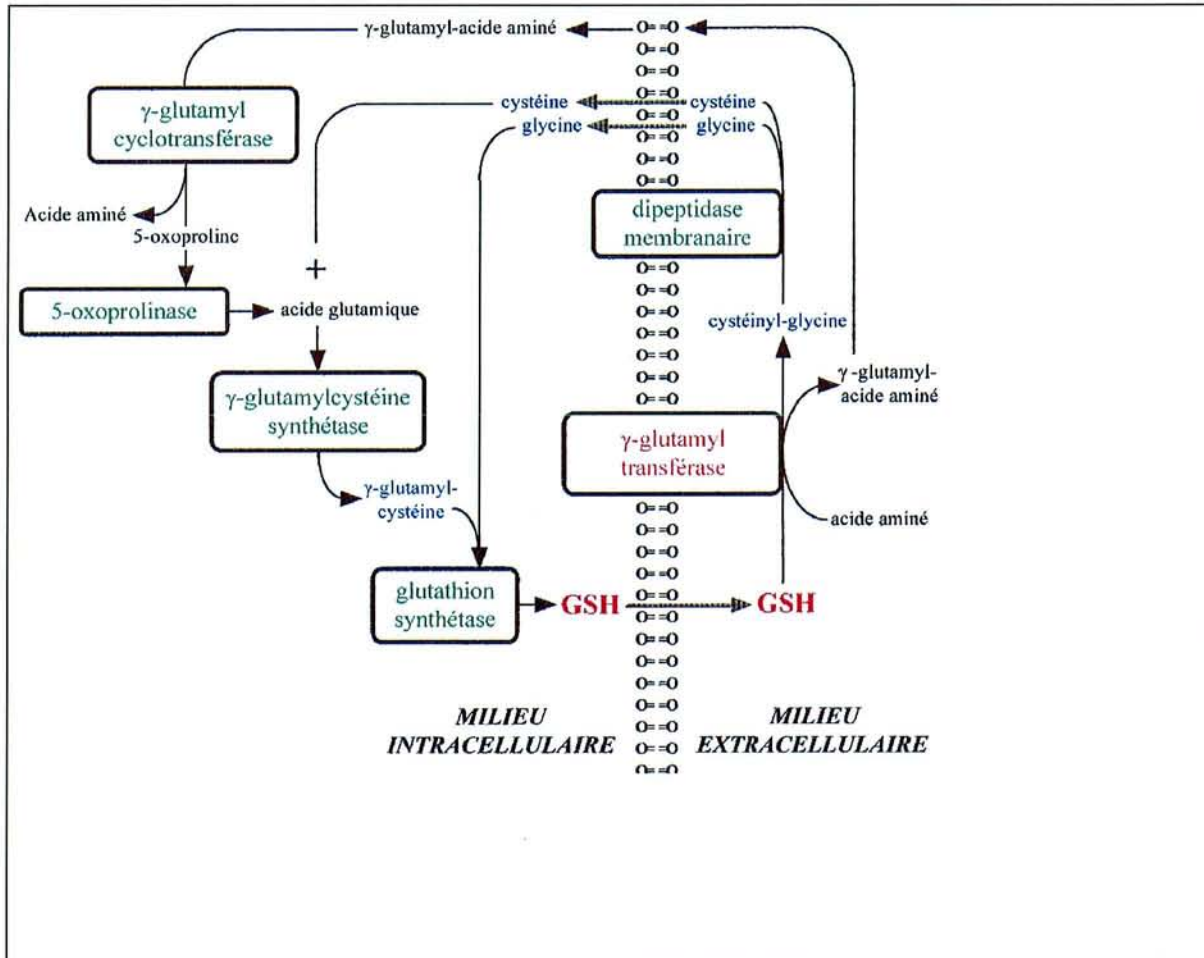 γ-glutamyl-acide aminé
γ-glutamyl
cyclotransférase
cystéine
glycine
cystéine
glycine
Acide aminé
5-oxoproline
dipeptidase
membranaire
+
5-oxoprolinase
acide glutamique
cystéinyl-glycine
γ-glutamyl-
acide aminé
γ-glutamylcystéine
synthétase
γ-glutamyl
transférase
γ-glutamyl-
cystéine
acide aminé
glutathion
synthétase
GSH
GSH
MILIEU
INTRACELLULAIRE
MILIEU
EXTRACELLULAIRE